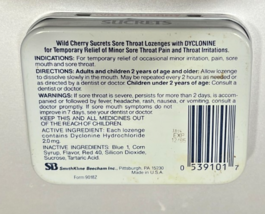 SUCRETS
Wild Cherry Sucrets Sore Throat Lozenges with DYCLONINE
for Temporary Relief of Minor Sore Throat Pain and Throat Irritations.
INDICATIONS: For temporary relief of occasional minor irritation, pain, sore
mouth and sore throat.
DIRECTIONS: Adults and children 2 years of age and older: Allow lozenge
to dissolve slowly in the mouth. May be repeated every 2 hours as needed or
as directed by a dentist or doctor. Children under 2 years of age: Consult a
dentist or doctor.
WARNINGS: If sore throat is severe, persists for more than 2 days, is accom-
panied or followed by fever, headache, rash, nausea, or vomiting, consult
a doctor promptly. If sore mouth symptoms do not improve
in 7 days, see your dentist or doctor.
KEEP THIS AND ALL MEDICINES OUT
OF THE REACH OF CHILDREN.
ACTIVE INGREDIENT: Each lozenge
contains Dyclonine Hydrochloride
2.0 mg.
INACTIVE INGREDIENTS: Blue 1, Corn
Syrup, Flavor, Red 40, Silicon Dioxide,
Sucrose, Tartaric Acid.
SB SmithKline Beecham Pittsburgh, PA 15230
Made in U.S.A.
0 539101 7